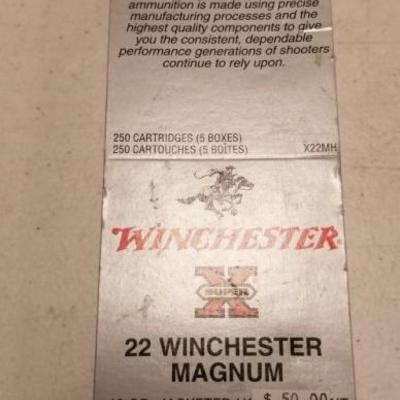 ammunition is made using precise
manufacturing processes and the
highest quality components to give
you the consistent, dependable
performance generations of shooters
continue to rely upon.
250 CARTRIDGES (5 BOXES)
250 CARTOUCHES (5 BOÎTES) X22MH
WINCHESTER
SUPER X
22 WINCHESTER
MAGNUM
$ 50.00